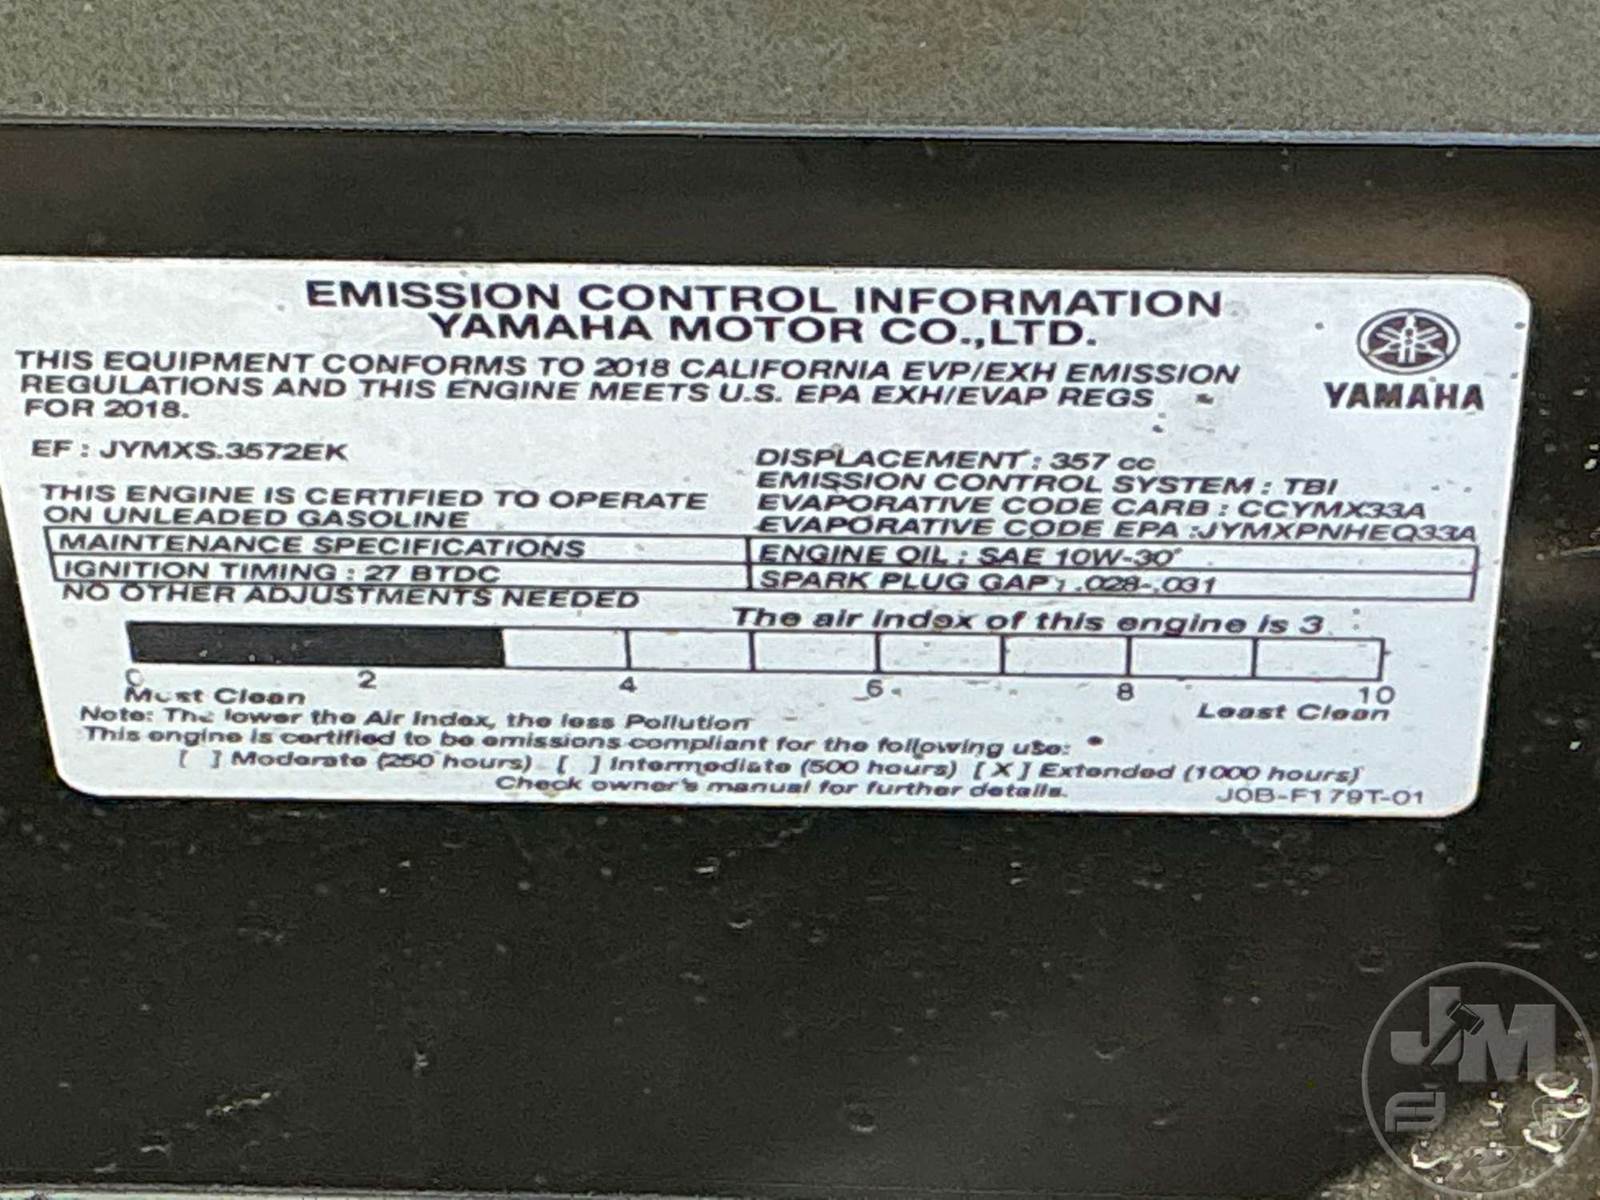 EMISSION CONTROL INFORMATION
YAMAHA MOTOR CO.,LTD.
YAMAHA
THIS EQUIPMENT CONFORMS TO 2018 CALIFORNIA EVP/EXH EMISSION
REGULATIONS AND THIS ENGINE MEETS U.S. EPA EXH/EVAP REGS
FOR 2018.
EF : JYMXS.3572EK
THIS ENGINE IS CERTIFIED TO OPERATE
ON UNLEADED GASOLINE
DISPLACEMENT : 357 cc
EMISSION CONTROL SYSTEM : TBI
EVAPORATIVE CODE CARB : CCYMX33A
EVAPORATIVE CODE EPA :JYMXPNHEQ33A
MAINTENANCE SPECIFICATIONS
ENGINE OIL : SAE 10W-30
IGNITION TIMING : 27 BTDC
SPARK PLUG GAP : .028-.031
NO OTHER ADJUSTMENTS NEEDED
The air index of this engine is 3
0 2 4 6 8 10
Most Clean Least Clean
Note: The lower the Air Index, the less Pollution
This engine is certified to be emissions compliant for the following use:
[ ] Moderate (250 hours) [ ] Intermediate (500 hours) [ X ] Extended (1000 hours)
Check owner's manual for further details.
J0B-F179T-01
JM